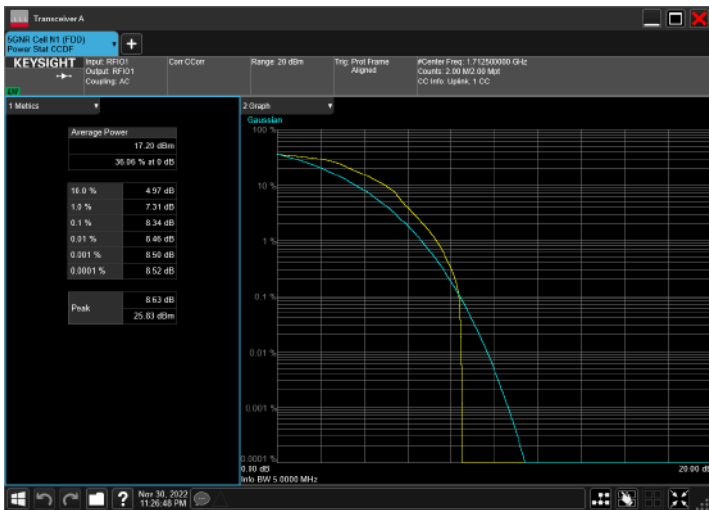 Transceiver A
5GNR Cell N1 (FDD)
Power Stat CCDF
KEYSIGHT
Input: RFIO1
Output: RFIO1
Coupling: AC
Corr CCorr
Range: 20 dBm
Trig: Prot Frame
Aligned
#Center Freq: 1.712500000 GHz
Counts: 2.00 M/2.00 Mpt
CC Info: Uplink, 1 CC
1 Metrics
Average Power
17.20 dBm
36.06 % at 0 dB
10.0 % 4.97 dB
1.0 % 7.31 dB
0.1 % 8.34 dB
0.01 % 8.46 dB
0.001 % 8.50 dB
0.0001 % 8.52 dB
Peak
8.63 dB
25.83 dBm
2 Graph
Gaussian
100 %
10 %
1 %
0.1 %
0.01 %
0.001 %
0.0001 %
0.00 dB
20.00 dB
Info BW 5.0000 MHz
Nov 30, 2022
11:26:48 PM